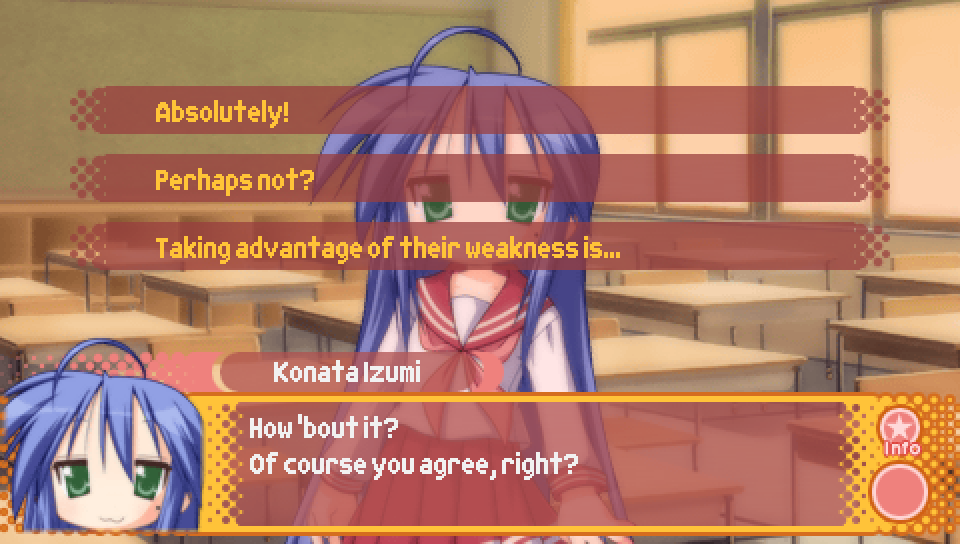 Absolutely!
Perhaps not?
Taking advantage of their weakness is...
Konata Izumi
How 'bout it?
Of course you agree, right?
Info